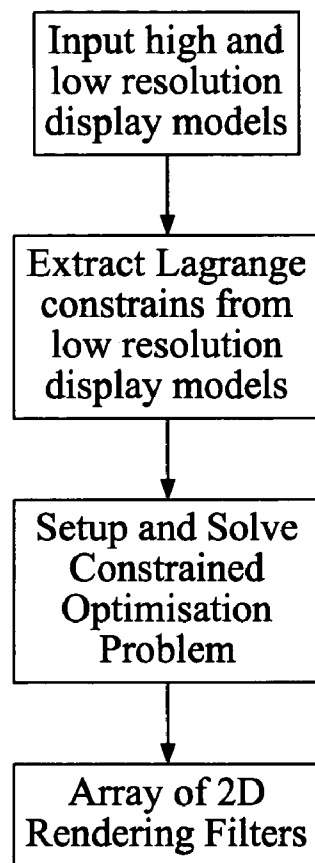 Input high and
low resolution
display models
Extract Lagrange
constrains from
low resolution
display models
Setup and Solve
Constrained
Optimisation
Problem
Array of 2D
Rendering Filters